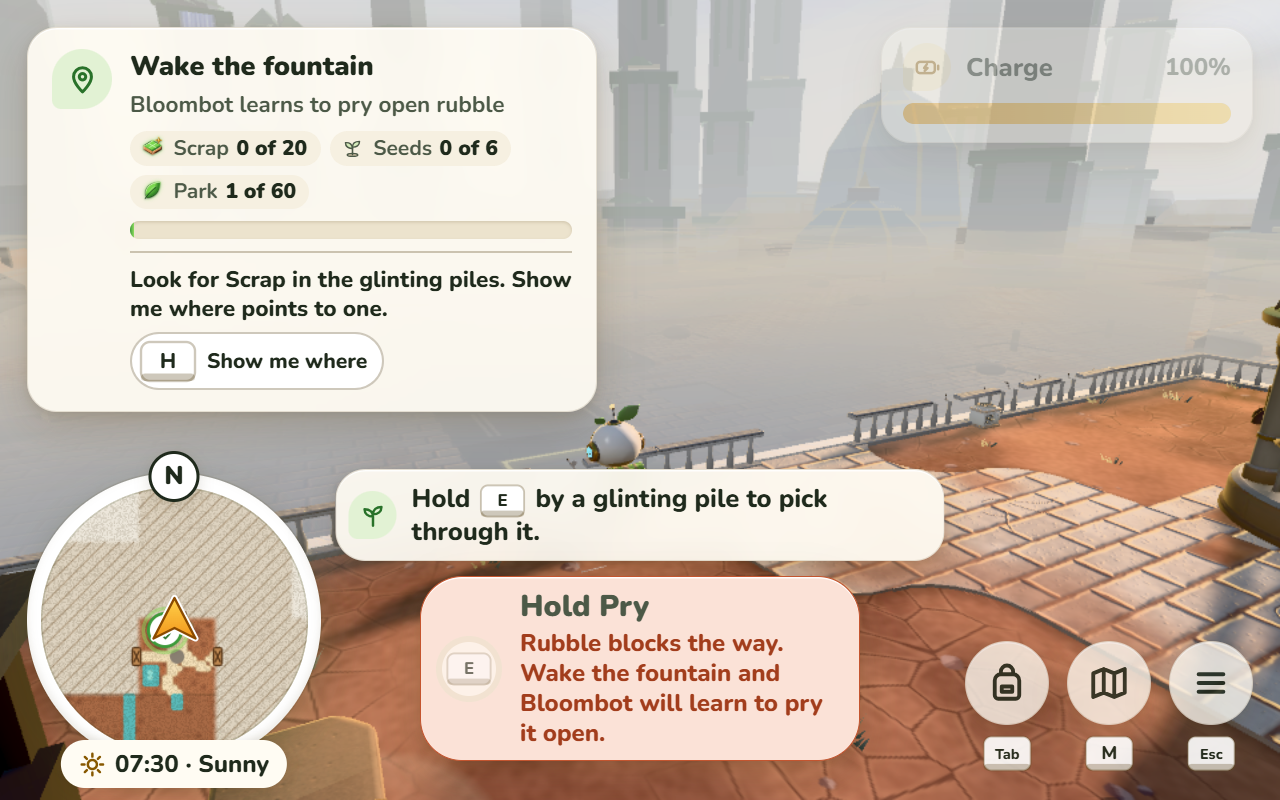 Wake the fountain
Bloombot learns to pry open rubble
Scrap 0 of 20
Seeds 0 of 6
Park 1 of 60
Look for Scrap in the glinting piles. Show
me where points to one.
H Show me where
Charge 100%
N
Hold E by a glinting pile to pick
through it.
Hold Pry
E
Rubble blocks the way.
Wake the fountain and
Bloombot will learn to pry
it open.
07:30 · Sunny
Tab
M
Esc